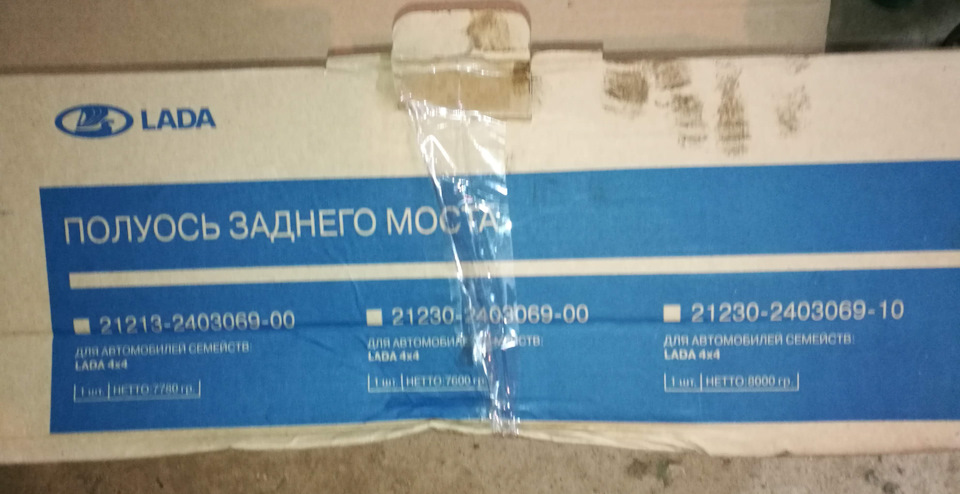 LADA
ПОЛУОСЬ ЗАДНЕГО МОСТА
21213-2403069-00
ДЛЯ АВТОМОБИЛЕЙ СЕМЕЙСТВ:
LADA 4x4
1 шт. НЕТТО:7780 гр.
21230-2403069-00
ДЛЯ АВТОМОБИЛЕЙ СЕМЕЙСТВ:
LADA 4x4
1 шт. НЕТТО:7600 гр.
21230-2403069-10
ДЛЯ АВТОМОБИЛЕЙ СЕМЕЙСТВ:
LADA 4x4
1 шт. НЕТТО:8000 гр.